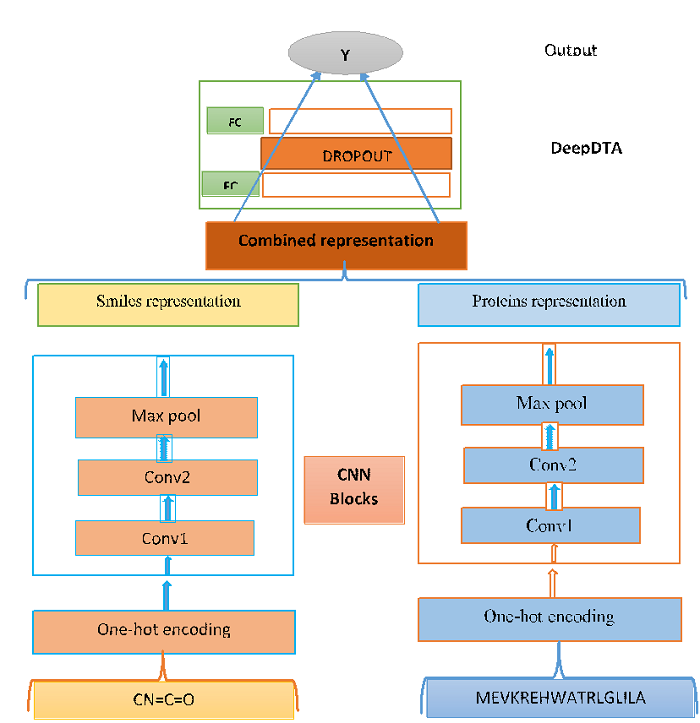 Y
Output
FC
DROPOUT
DeepDTA
FC
Combined representation
Smiles representation
Proteins representation
Max pool
Max pool
Conv2
Conv2
CNN
Blocks
Conv1
Conv1
One-hot encoding
One-hot encoding
CN=C=O
MEVKREHWATRLGLILA